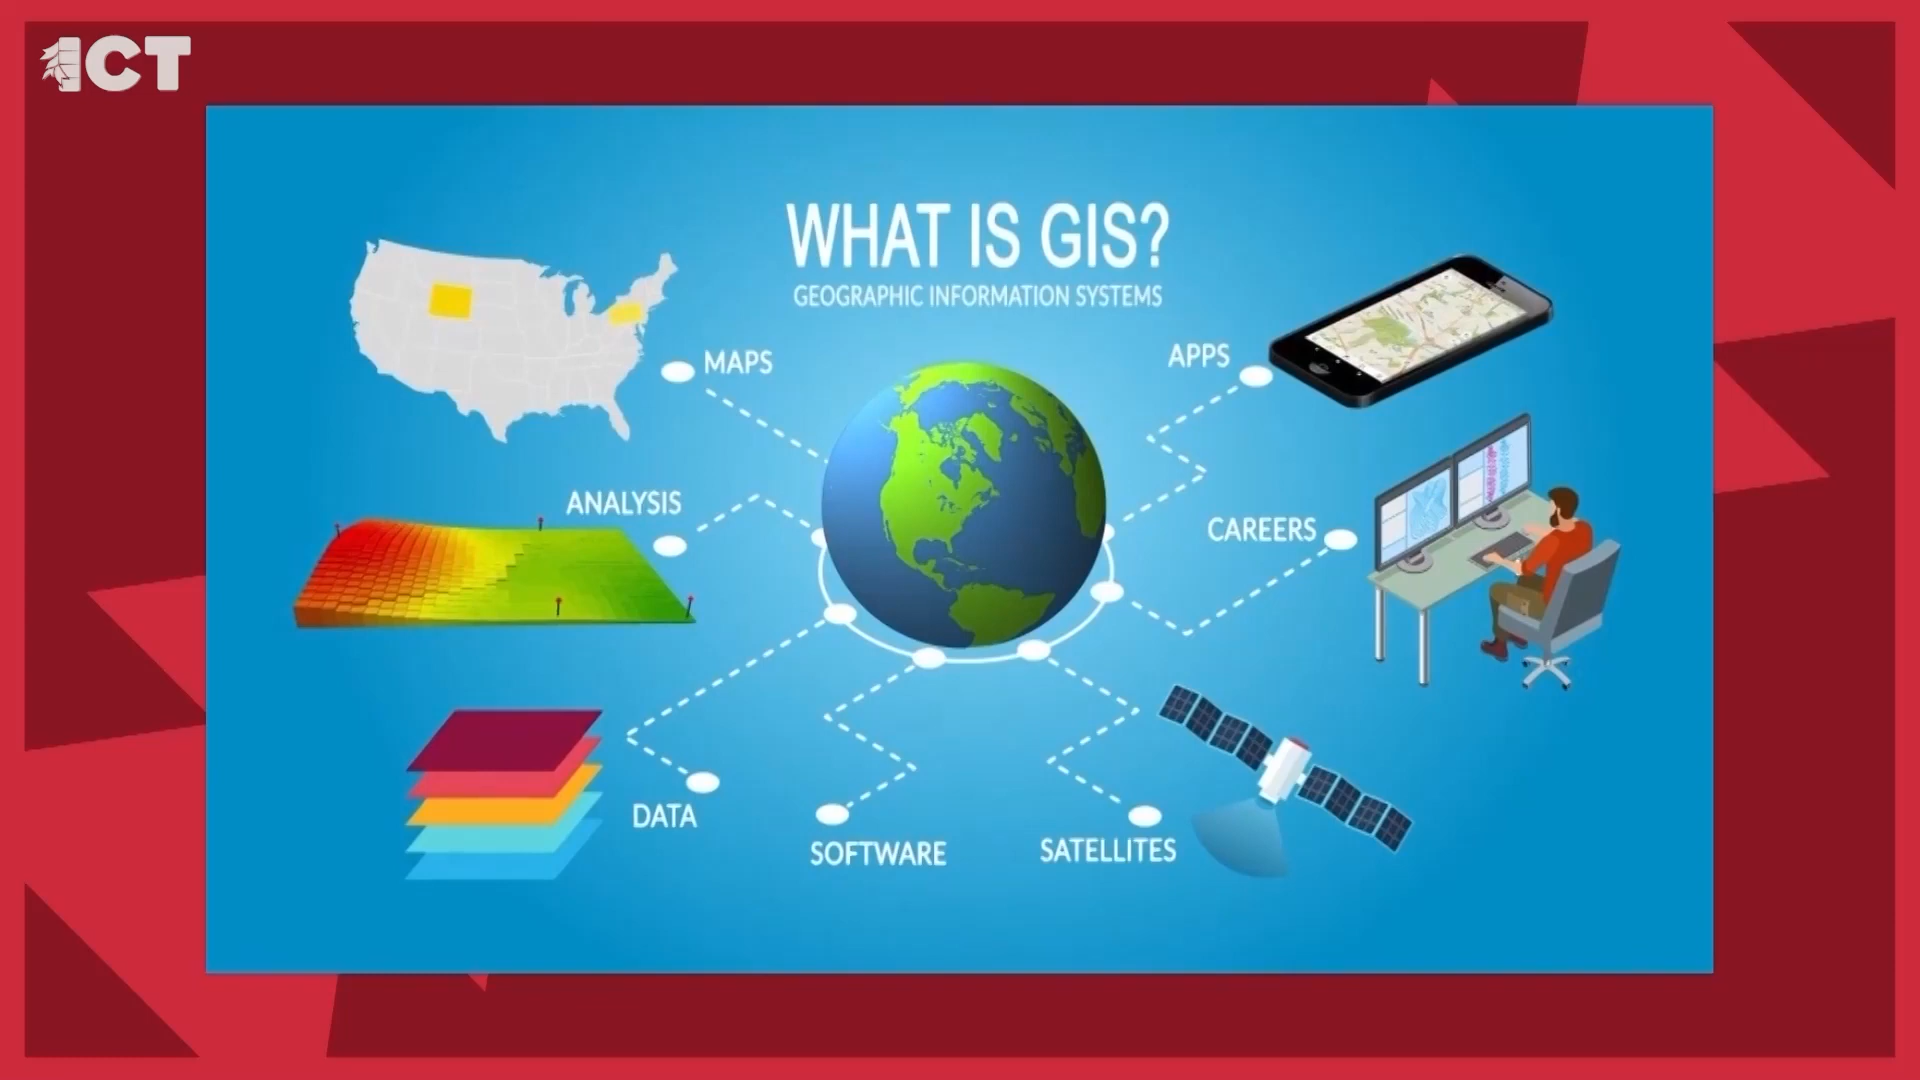 ICT
WHAT IS GIS?
GEOGRAPHIC INFORMATION SYSTEMS
MAPS
APPS
ANALYSIS
CAREERS
DATA
SOFTWARE
SATELLITES